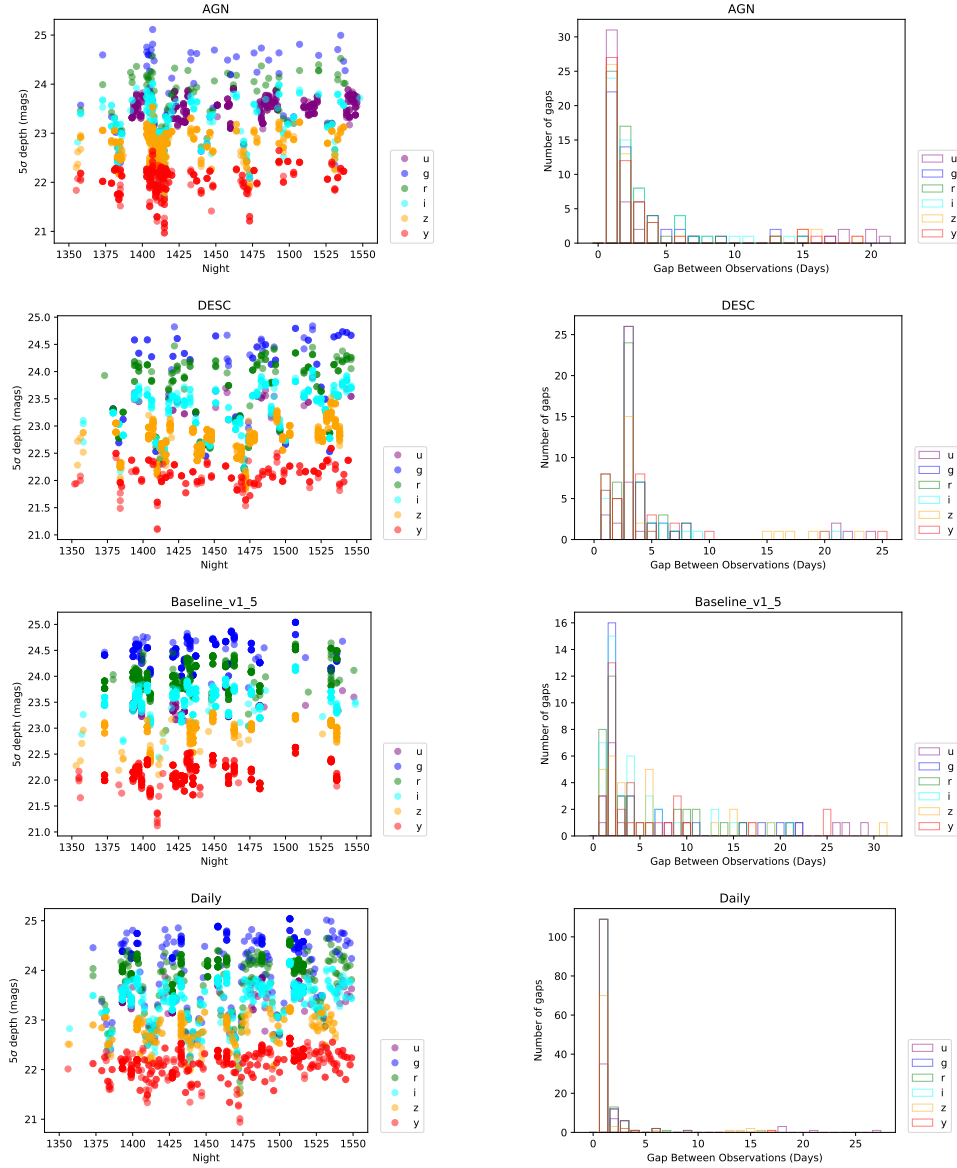 AGN
5σ depth (mags)
25
24
23
22
21
1350 1375 1400 1425 1450 1475 1500 1525 1550
Night
u
g
r
i
z
y
AGN
Number of gaps
30
25
20
15
10
5
0
0 5 10 15 20
Gap Between Observations (Days)
u
g
r
i
z
y
DESC
5σ depth (mags)
25.0
24.5
24.0
23.5
23.0
22.5
22.0
21.5
21.0
1350 1375 1400 1425 1450 1475 1500 1525 1550
Night
u
g
r
i
z
y
DESC
Number of gaps
25
20
15
10
5
0
0 5 10 15 20 25
Gap Between Observations (Days)
u
g
r
i
z
y
Baseline_v1_5
5σ depth (mags)
25.0
24.5
24.0
23.5
23.0
22.5
22.0
21.5
21.0
1350 1375 1400 1425 1450 1475 1500 1525 1550
Night
u
g
r
i
z
y
Baseline_v1_5
Number of gaps
16
14
12
10
8
6
4
2
0
0 5 10 15 20 25 30
Gap Between Observations (Days)
u
g
r
i
z
y
Daily
5σ depth (mags)
25
24
23
22
21
1350 1375 1400 1425 1450 1475 1500 1525 1550
Night
u
g
r
i
z
y
Daily
Number of gaps
100
80
60
40
20
0
0 5 10 15 20 25
Gap Between Observations (Days)
u
g
r
i
z
y